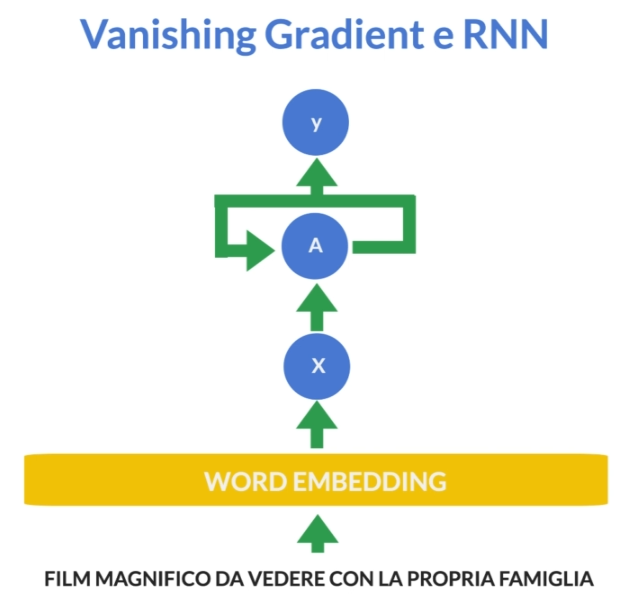 Vanishing Gradient e RNN
y
A
X
WORD EMBEDDING
FILM MAGNIFICO DA VEDERE CON LA PROPRIA FAMIGLIA